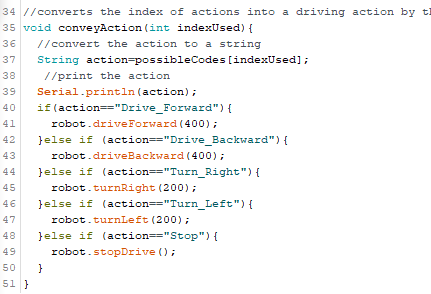 34 //converts the index of actions into a driving action by
35 void conveyAction(int indexUsed){
36   //convert the action to a string
37   String action=possibleCodes[indexUsed];
38    //print the action
39   Serial.println(action);
40   if(action=="Drive_Forward"){
41     robot.driveForward(400);
42   }else if (action=="Drive_Backward"){
43     robot.driveBackward(400);
44   }else if (action=="Turn_Right"){
45     robot.turnRight(200);
46   }else if (action=="Turn_Left"){
47     robot.turnLeft(200);
48   }else if (action=="Stop"){
49     robot.stopDrive();
50   }
51 }